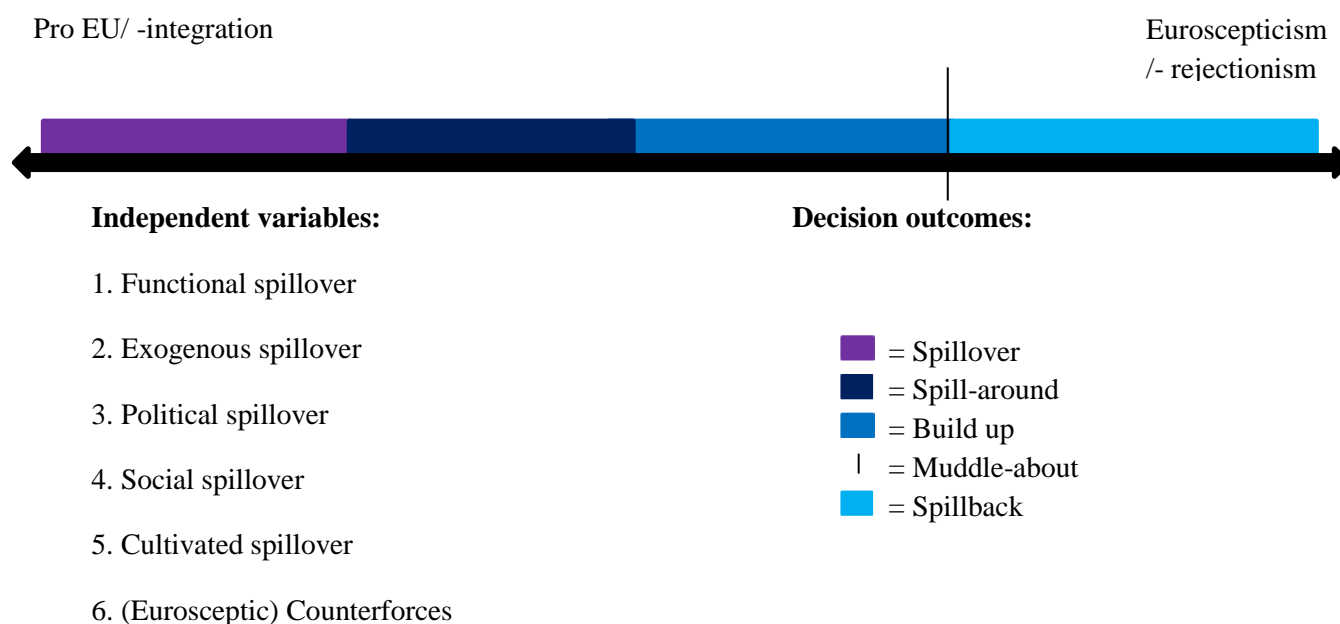 Pro EU/ -integration
Euroscepticism
/- rejectionism
Independent variables:
1. Functional spillover
2. Exogenous spillover
3. Political spillover
4. Social spillover
5. Cultivated spillover
6. (Eurosceptic) Counterforces
Decision outcomes:
= Spillover
= Spill-around
= Build up
= Muddle-about
= Spillback